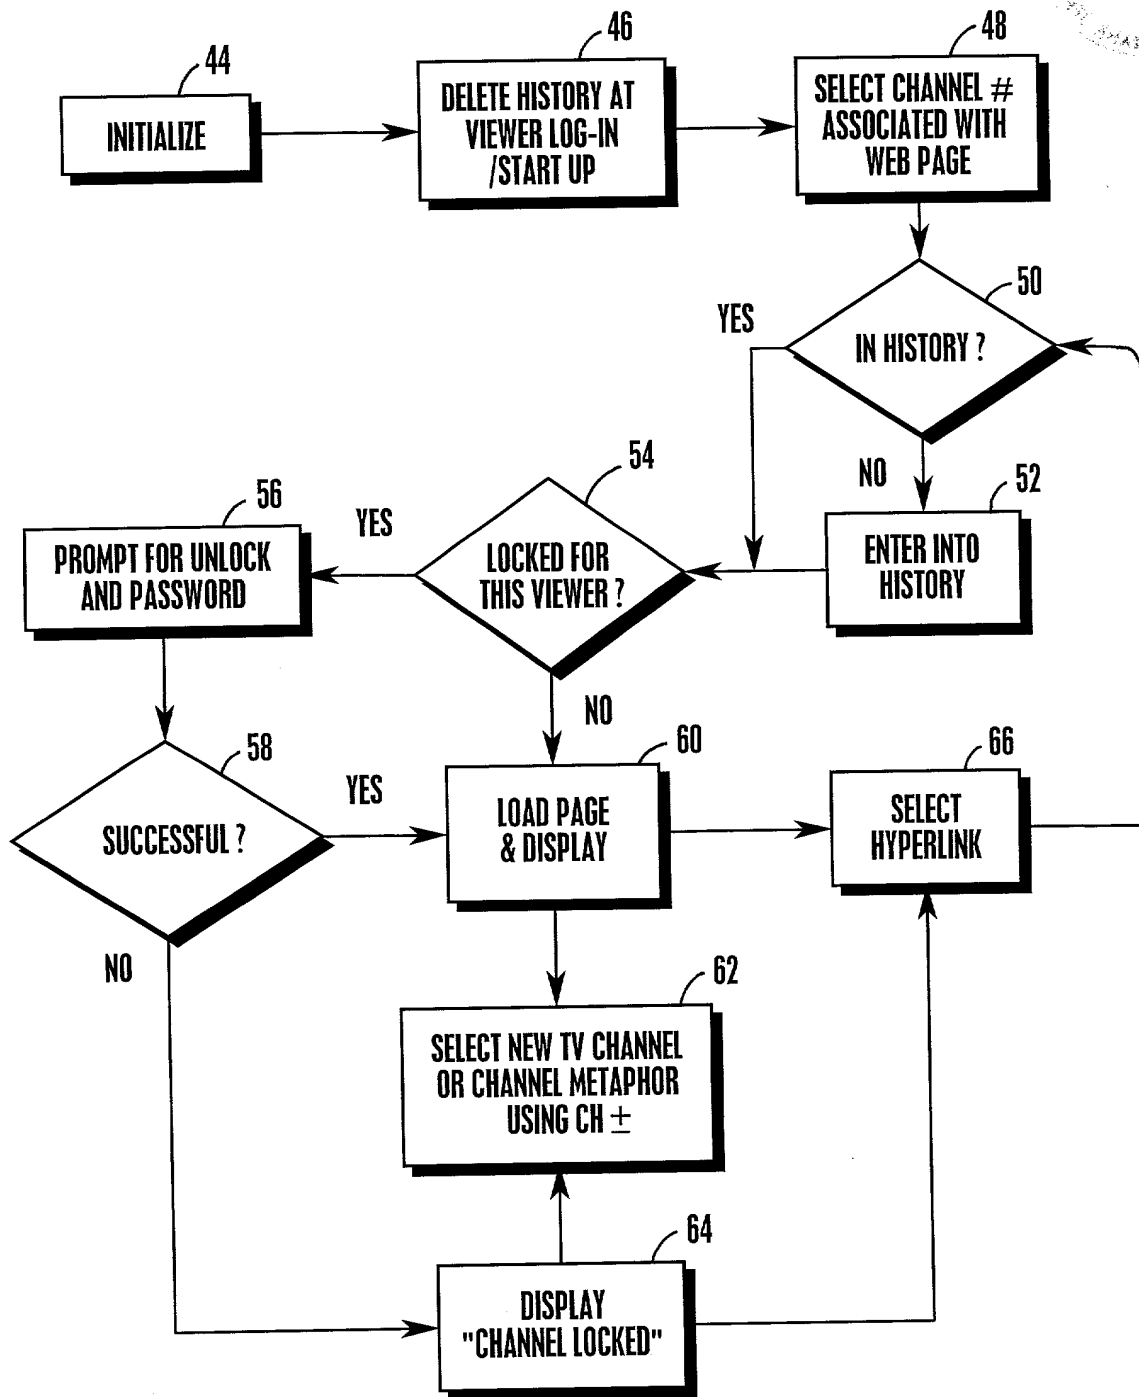 44
INITIALIZE
46
DELETE HISTORY AT
VIEWER LOG-IN
/START UP
48
SELECT CHANNEL #
ASSOCIATED WITH
WEB PAGE
50
IN HISTORY ?
YES
NO
52
ENTER INTO
HISTORY
54
LOCKED FOR
THIS VIEWER ?
YES
NO
56
PROMPT FOR UNLOCK
AND PASSWORD
58
SUCCESSFUL ?
YES
NO
60
LOAD PAGE
& DISPLAY
66
SELECT
HYPERLINK
62
SELECT NEW TV CHANNEL
OR CHANNEL METAPHOR
USING CH ±
64
DISPLAY
"CHANNEL LOCKED"